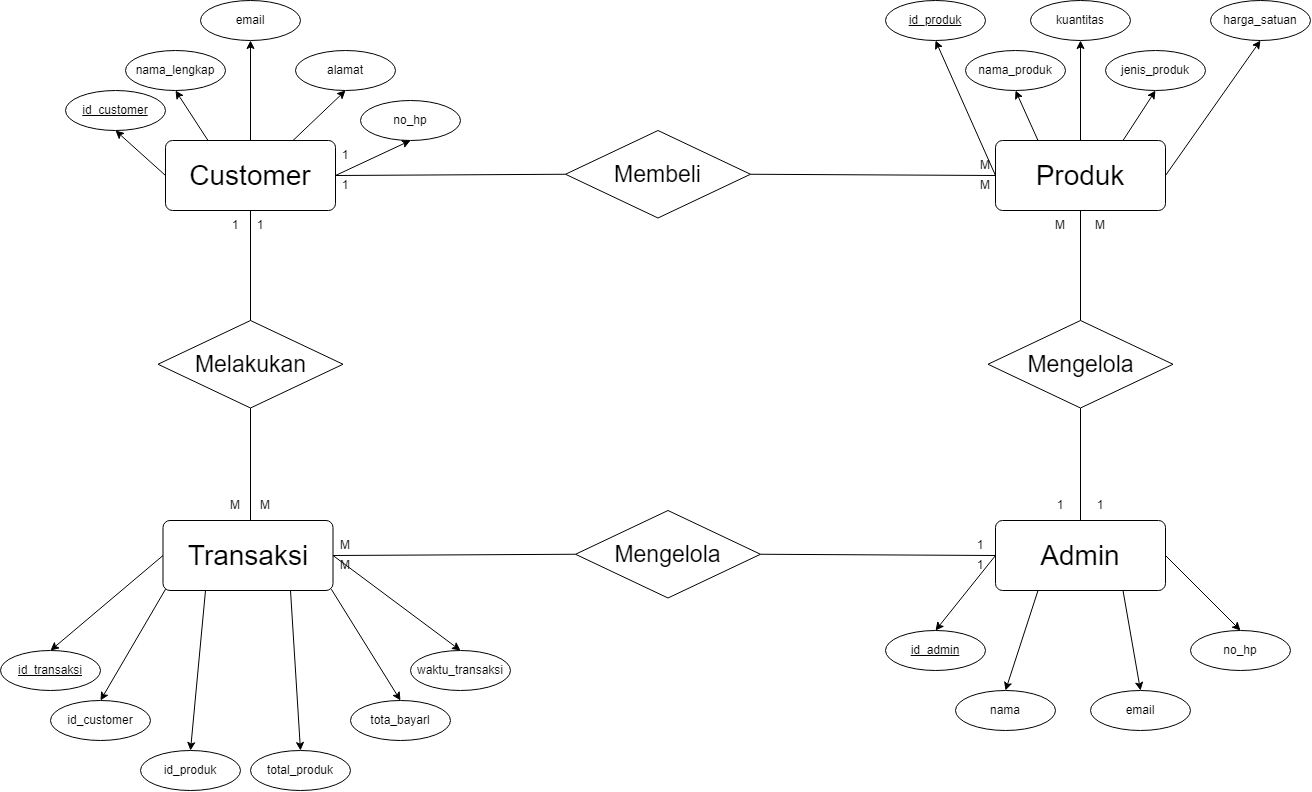 email
id_produk
kuantitas
harga_satuan
nama_lengkap
alamat
nama_produk
jenis_produk
id_customer
no_hp
Customer
1
1
Membeli
M
M
Produk
1 1
M M
Melakukan
Mengelola
M M
1 1
Transaksi
M
M
Mengelola
1
1
Admin
id_transaksi
waktu_transaksi
id_admin
no_hp
id_customer
tota_bayarl
nama
email
id_produk
total_produk